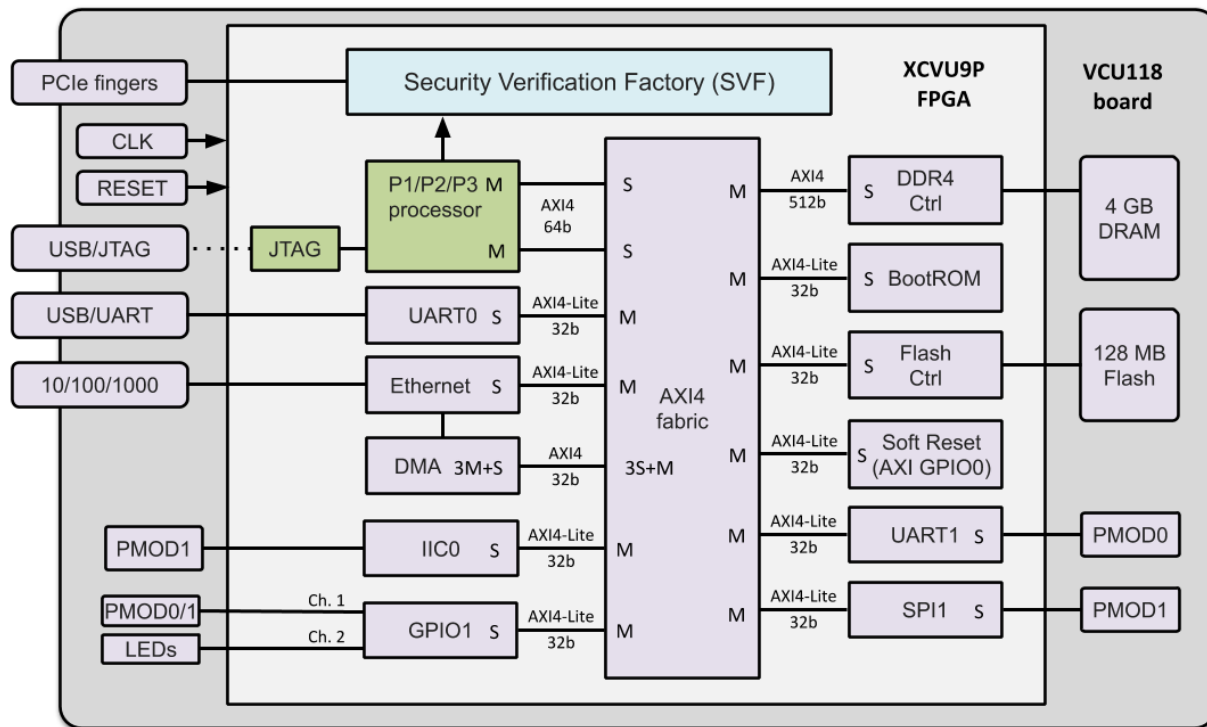 PCIe fingers
Security Verification Factory (SVF)
XCVU9P
FPGA
VCU118
board
CLK
RESET
P1/P2/P3 M
processor
M
AXI4
64b
S
S
M
AXI4
512b
S DDR4
Ctrl
4 GB
DRAM
USB/JTAG
JTAG
M
AXI4-Lite
32b
S BootROM
USB/UART
UART0 S
AXI4-Lite
32b
M
M
AXI4-Lite
32b
S Flash
Ctrl
128 MB
Flash
10/100/1000
Ethernet S
AXI4-Lite
32b
M
AXI4
fabric
DMA 3M+S
AXI4
32b
3S+M
M
AXI4-Lite
32b
S Soft Reset
(AXI GPIO0)
PMOD1
IIC0 S
AXI4-Lite
32b
M
M
AXI4-Lite
32b
UART1 S
PMOD0
PMOD0/1
Ch. 1
LEDs
Ch. 2
GPIO1 S
AXI4-Lite
32b
M
M
AXI4-Lite
32b
SPI1 S
PMOD1